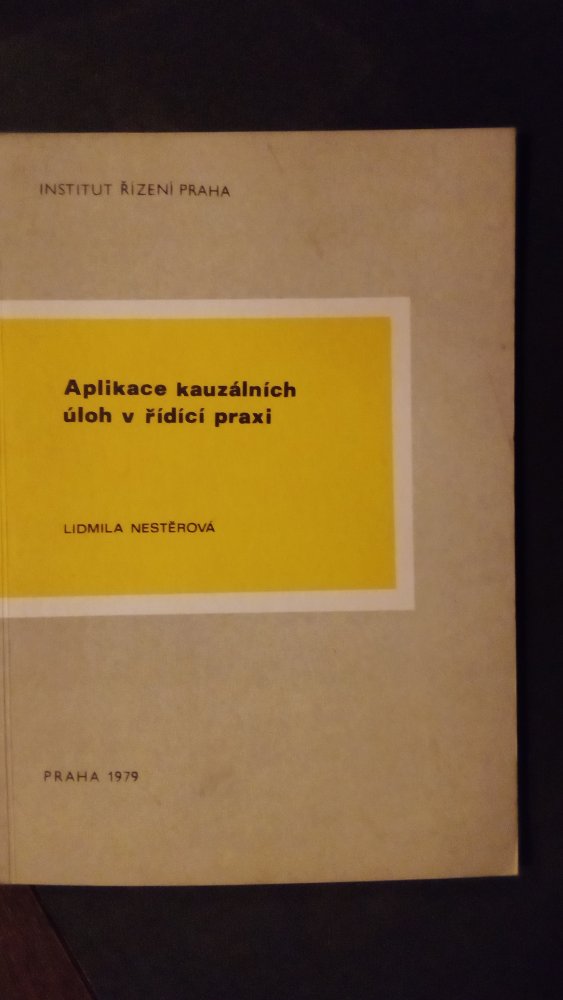 INSTITUT ŘÍZENÍ PRAHA
Aplikace kauzálních
úloh v řídící praxi
LIDMILA NESTĚROVÁ
PRAHA 1979